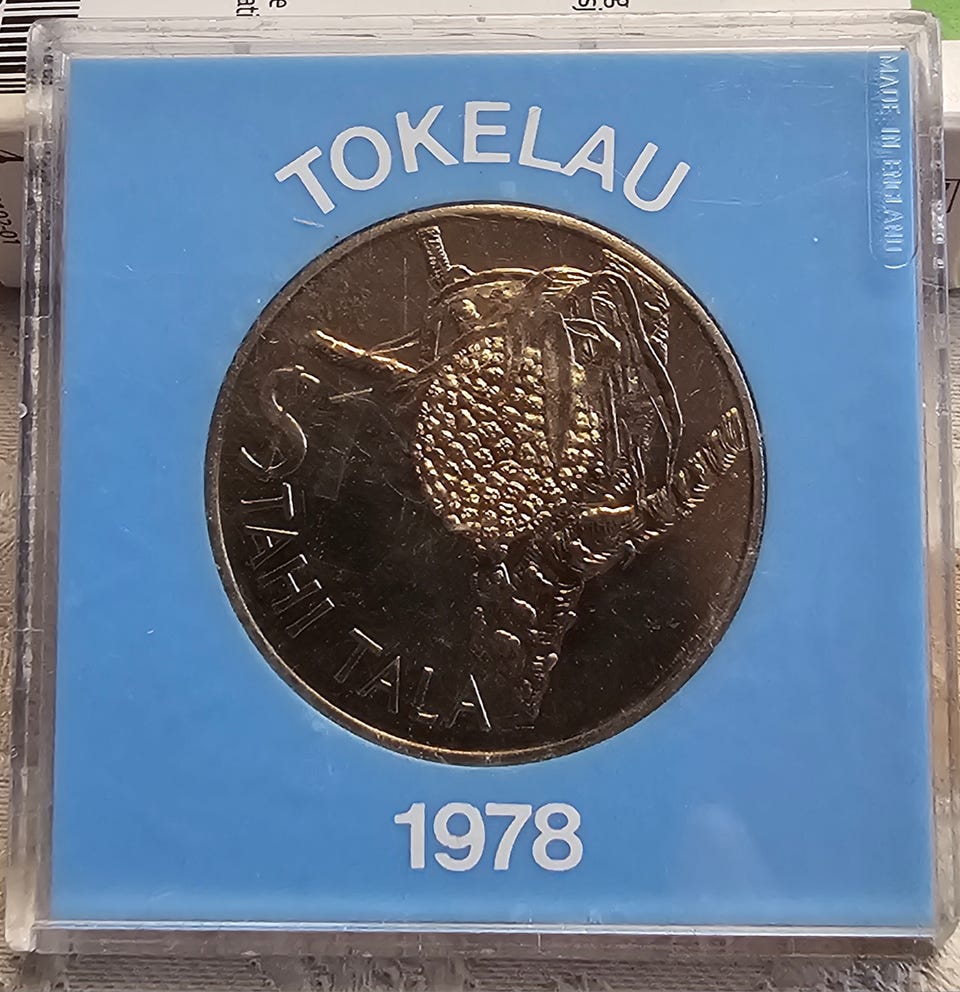 TOKELAU
MADE IN ENGLAND
$1
TAHI TALA
1978